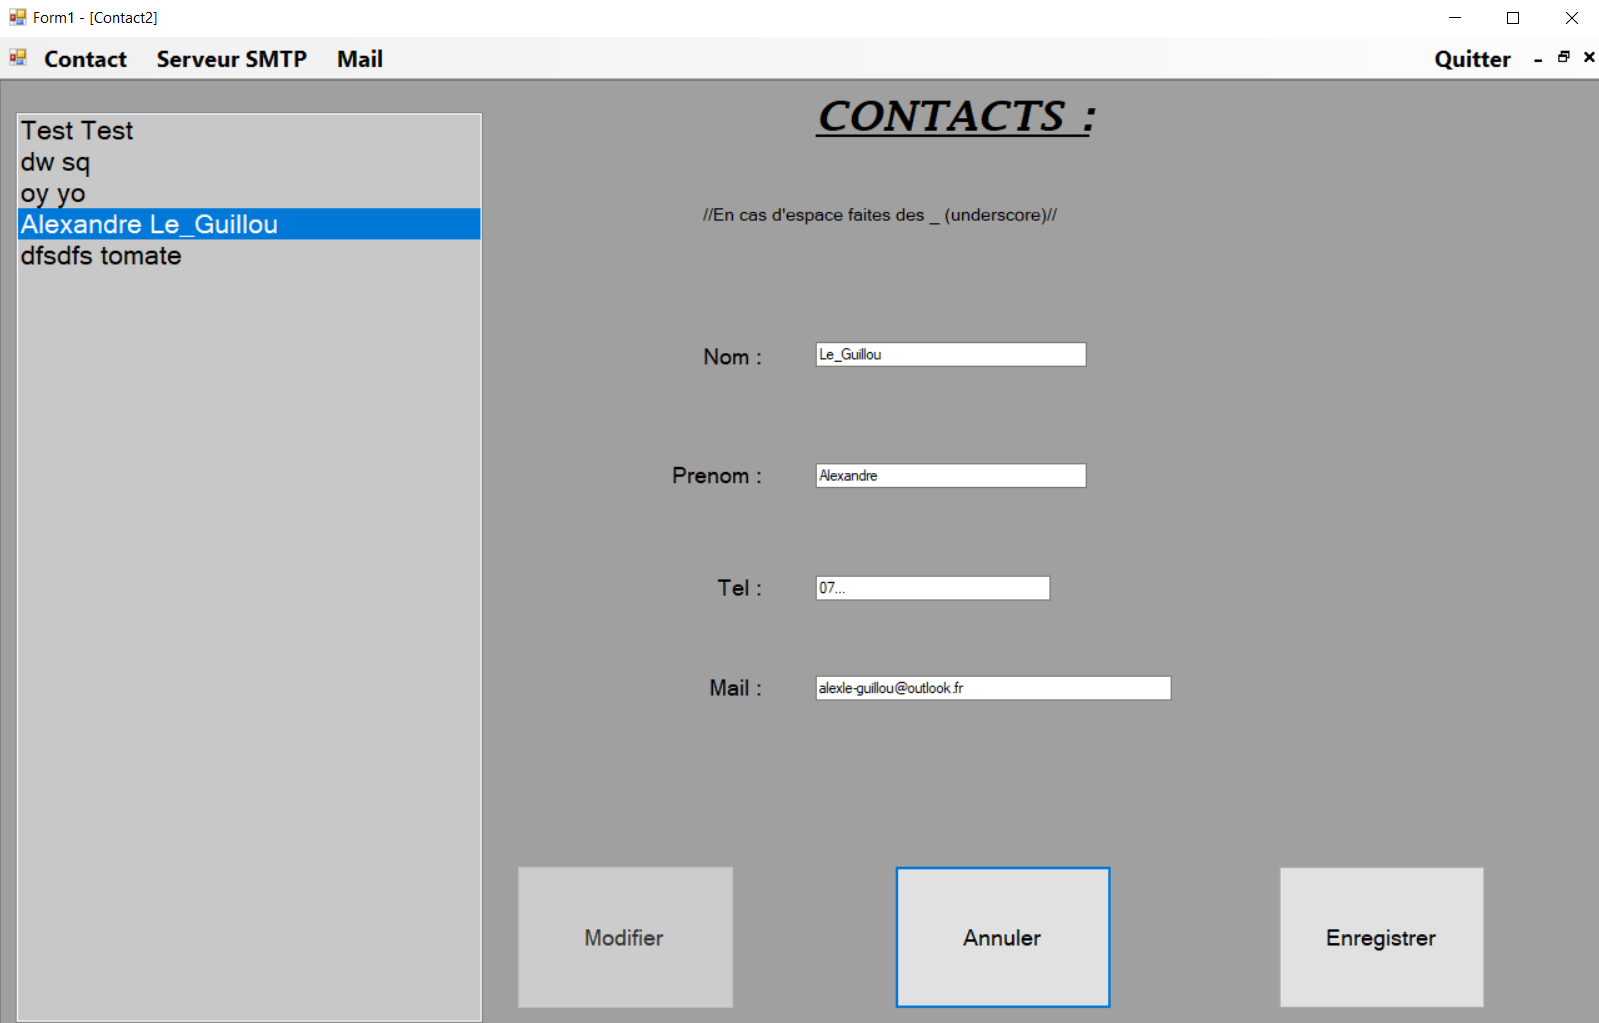 Form1 - [Contact2]
Contact Serveur SMTP Mail Quitter
CONTACTS :
Test Test
dw sq
oy yo
Alexandre Le_Guillou
dfsdfs tomate
//En cas d'espace faites des _ (underscore)//
Nom : Le_Guillou
Prenom : Alexandre
Tel : 07...
Mail : alexle-guillou@outlook.fr
Modifier Annuler Enregistrer